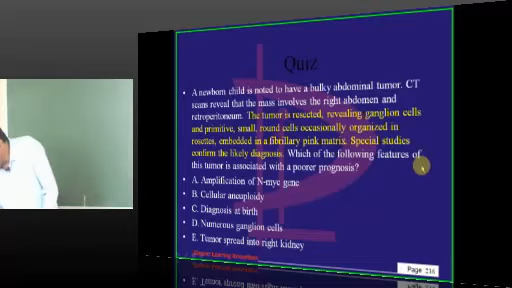 Quiz
• A newborn child is noted to have a bulky abdominal tumor. CT
scans reveal that the mass involves the right abdomen and
retroperitoneum. The tumor is resected, revealing ganglion cells
and primitive, small, round cells occasionally organized in
rosettes, embedded in a fibrillary pink matrix. Special studies
confirm the likely diagnosis. Which of the following features of
this tumor is associated with a poorer prognosis?
• A. Amplification of N-myc gene
• B. Cellular aneuploidy
• C. Diagnosis at birth
• D. Numerous ganglion cells
• E. Tumor spread into right kidney
Digital Learning Resources
Page 216